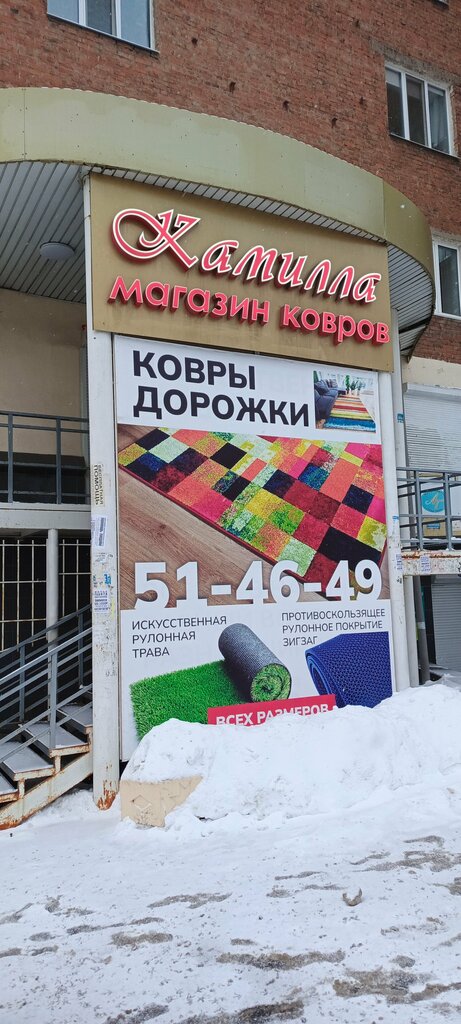 Камилла
магазин ковров
КОВРЫ
ДОРОЖКИ
51-46-49
ИСКУССТВЕННАЯ
РУЛОННАЯ
ТРАВА
ПРОТИВОСКОЛЬЗЯЩЕЕ
РУЛОННОЕ ПОКРЫТИЕ
ЗИГЗАГ
ВСЕХ РАЗМЕРОВ